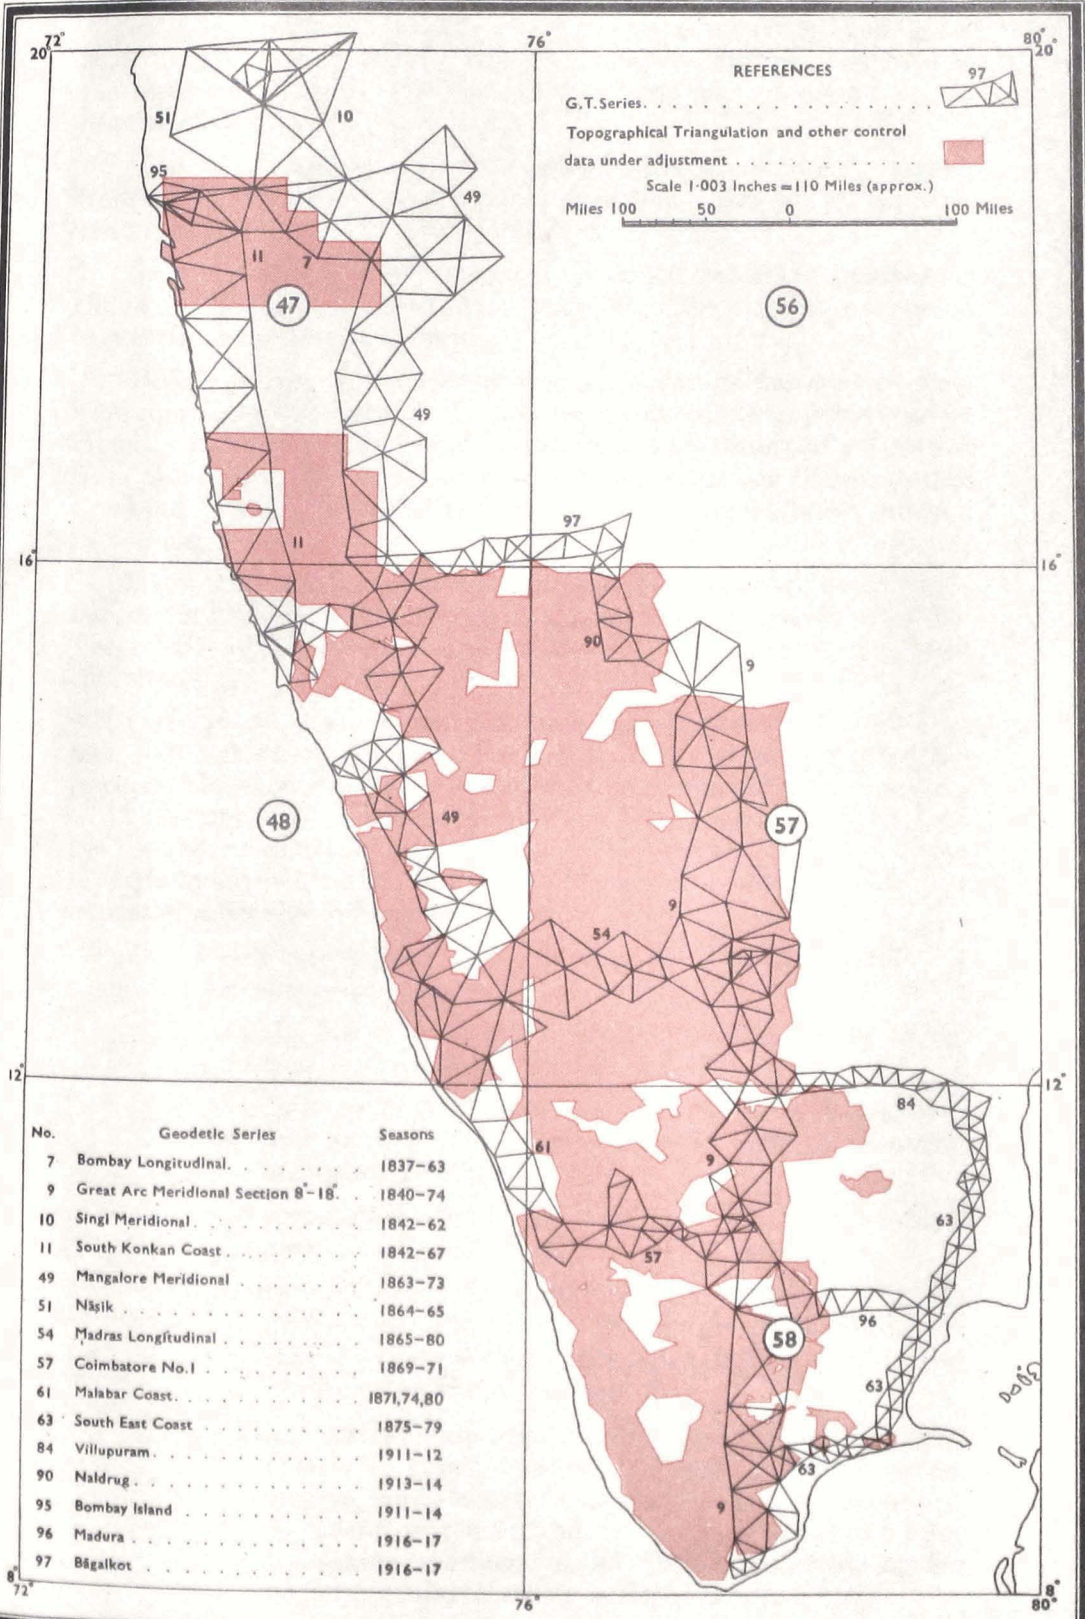 72° 76° 80°
20° 20°
REFERENCES
97
G.T.Series. . . . . . . . . . . . . . . . . .
Topographical Triangulation and other control
data under adjustment . . . . . . . . . . . .
Scale 1·003 Inches = 110 Miles (approx.)
Miles 100 50 0 100 Miles
51
10
95
49
11
7
47
56
49
97
11
16° 16°
90
9
49
48
57
9
54
12° 12°
84
61
9
63
57
96
58
63
63
9
No. Geodetic Series Seasons
7 Bombay Longitudinal. . . . . . . . 1837-63
9 Great Arc Meridional Section 8°-18°. . 1840-74
10 Singi Meridional. . . . . . . . . . 1842-62
11 South Konkan Coast . . . . . . . . 1842-67
49 Mangalore Meridional . . . . . . . 1863-73
51 Nāsik . . . . . . . . . . . . . . 1864-65
54 Madras Longitudinal . . . . . . . . 1865-80
57 Coimbatore No.1 . . . . . . . . . . 1869-71
61 Malabar Coast. . . . . . . . . . . 1871,74,80
63 South East Coast . . . . . . . . . 1875-79
84 Villupuram. . . . . . . . . . . . . 1911-12
90 Naldrug. . . . . . . . . . . . . . 1913-14
95 Bombay Island . . . . . . . . . . . 1911-14
96 Madura . . . . . . . . . . . . . . 1916-17
97 Bāgalkot . . . . . . . . . . . . . 1916-17
8° 8°
72° 76° 80°